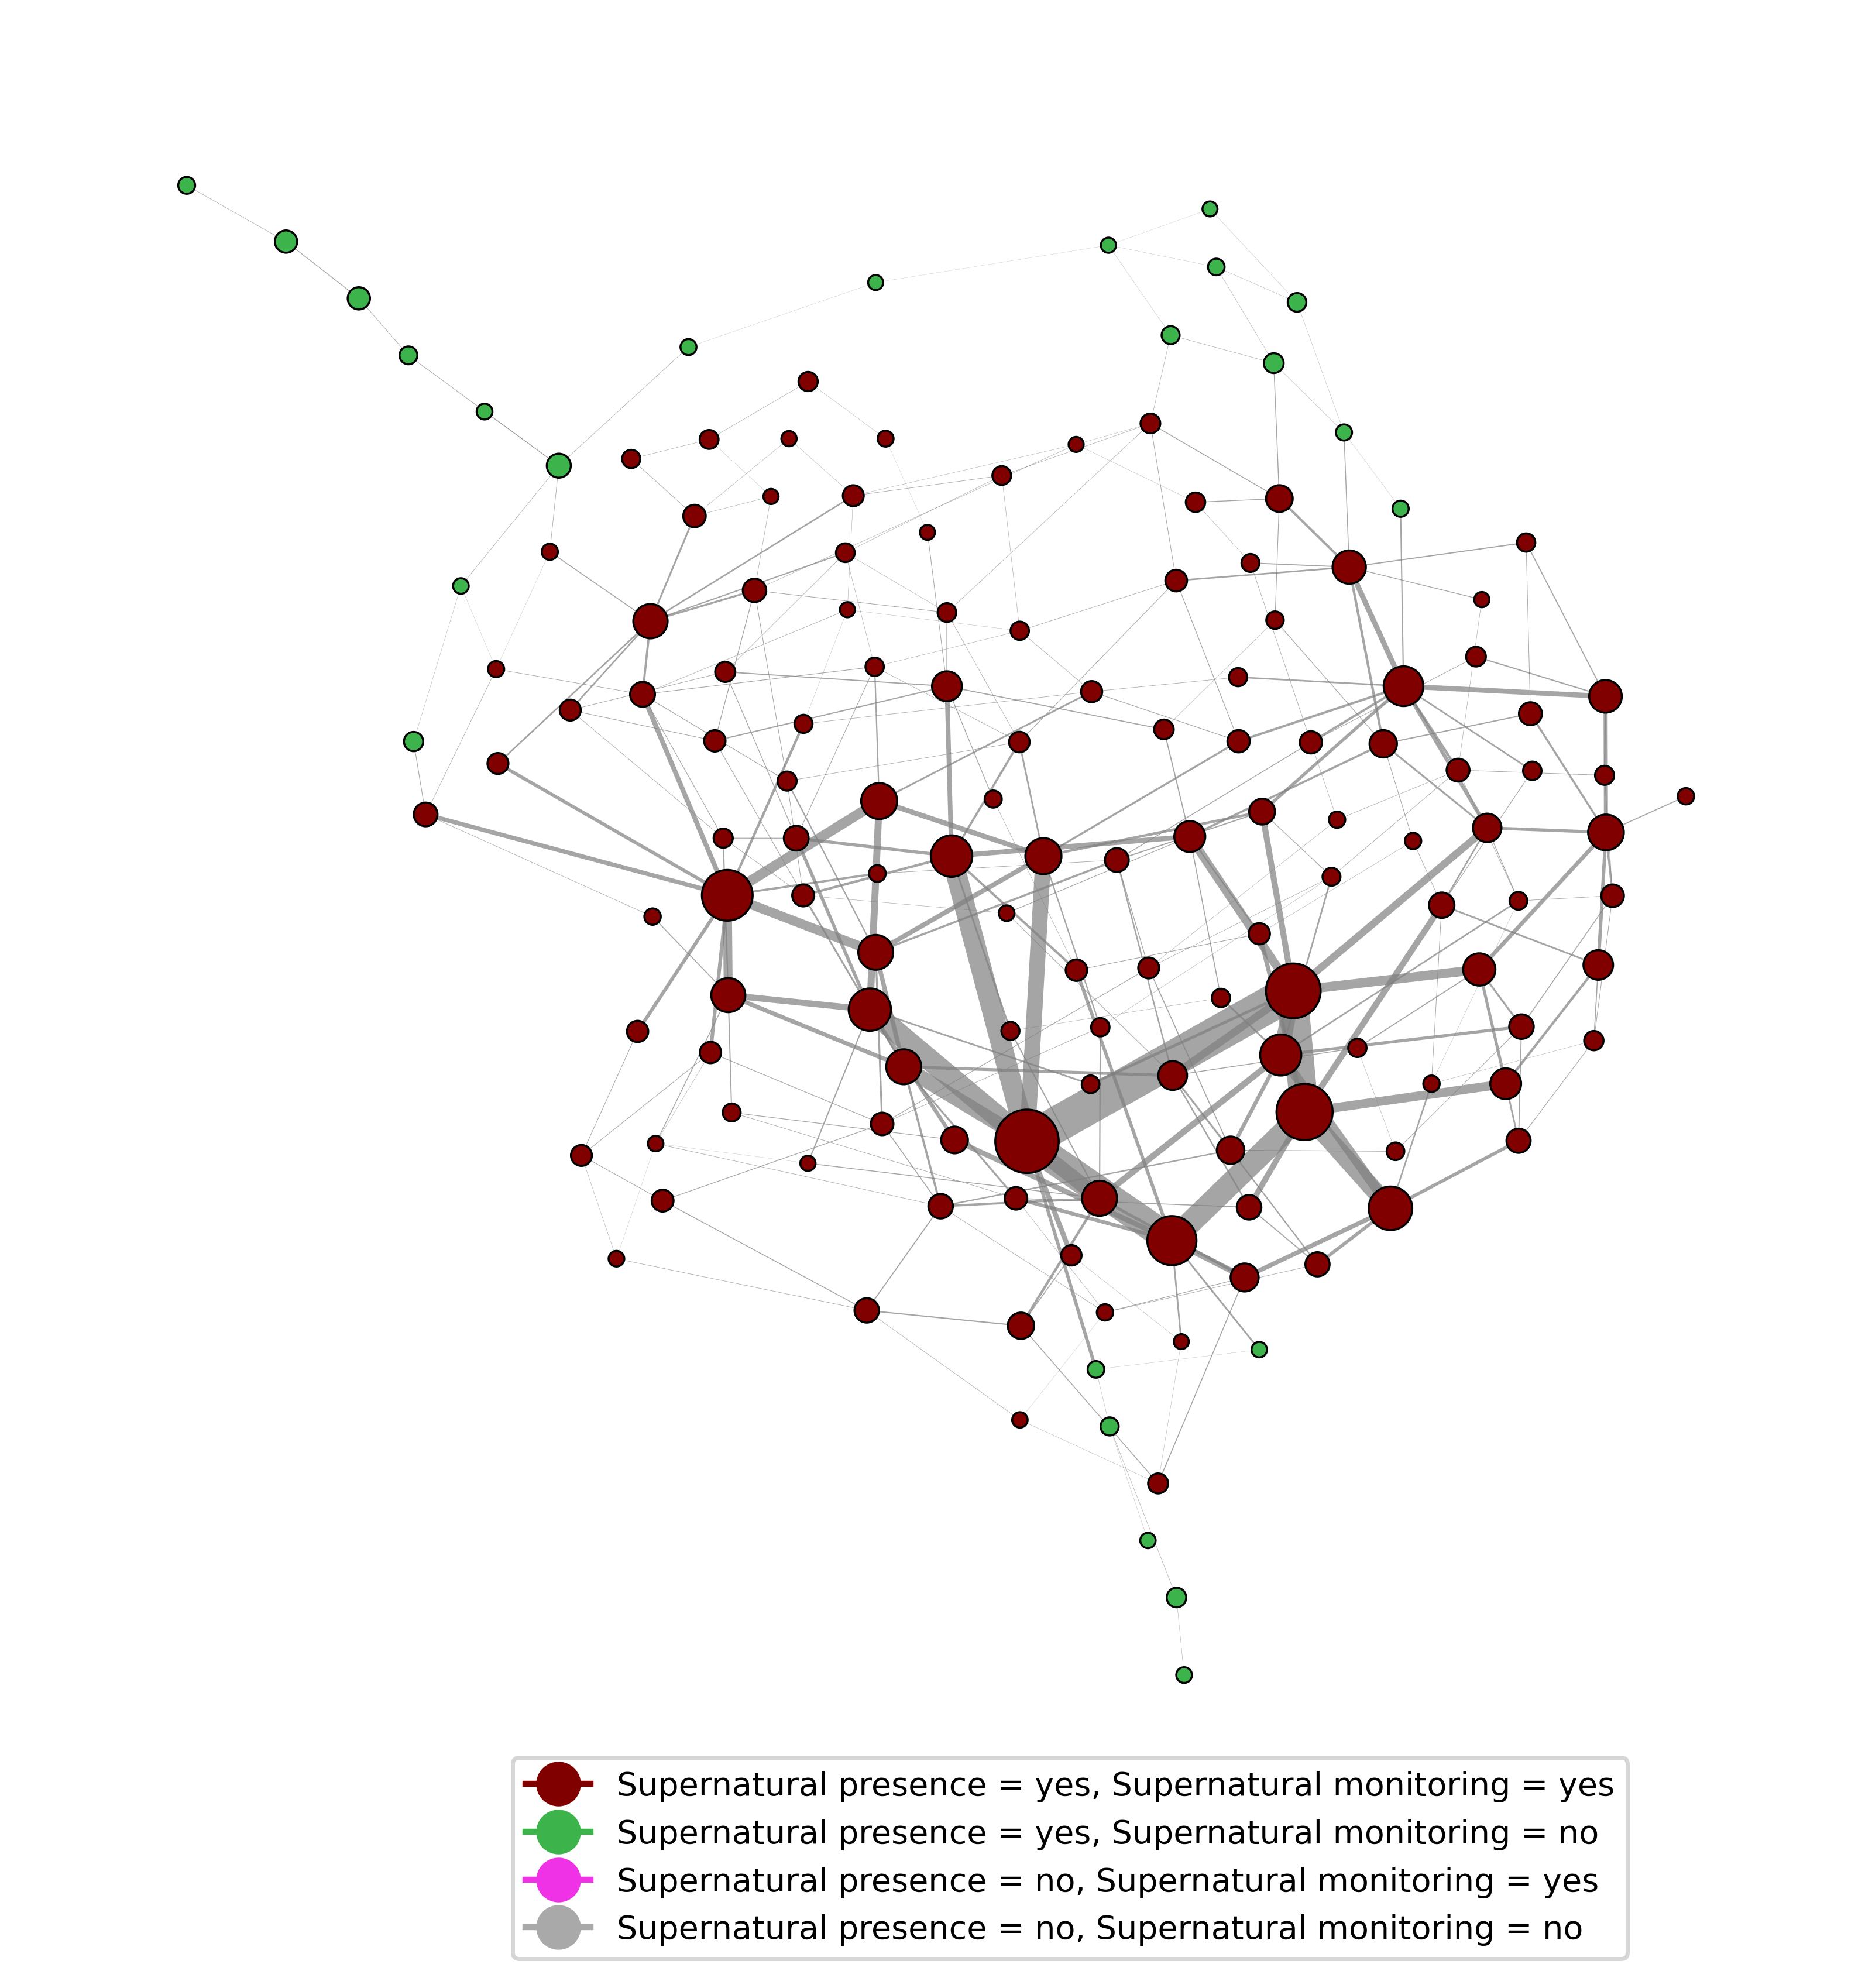 Supernatural presence = yes, Supernatural monitoring = yes
Supernatural presence = yes, Supernatural monitoring = no
Supernatural presence = no, Supernatural monitoring = yes
Supernatural presence = no, Supernatural monitoring = no